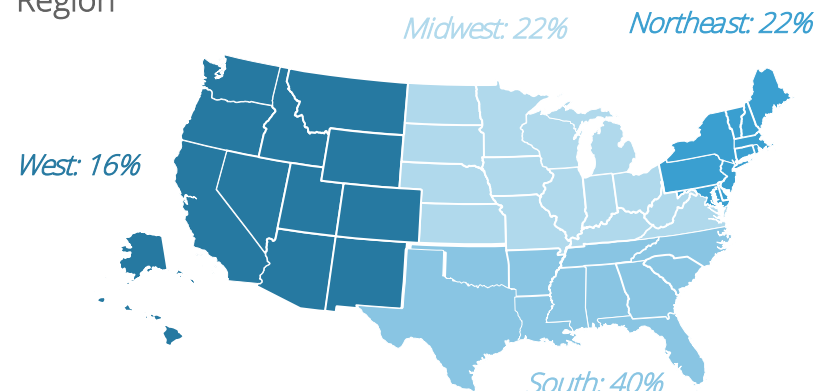 Region
Midwest: 22%
Northeast: 22%
West: 16%
South: 40%